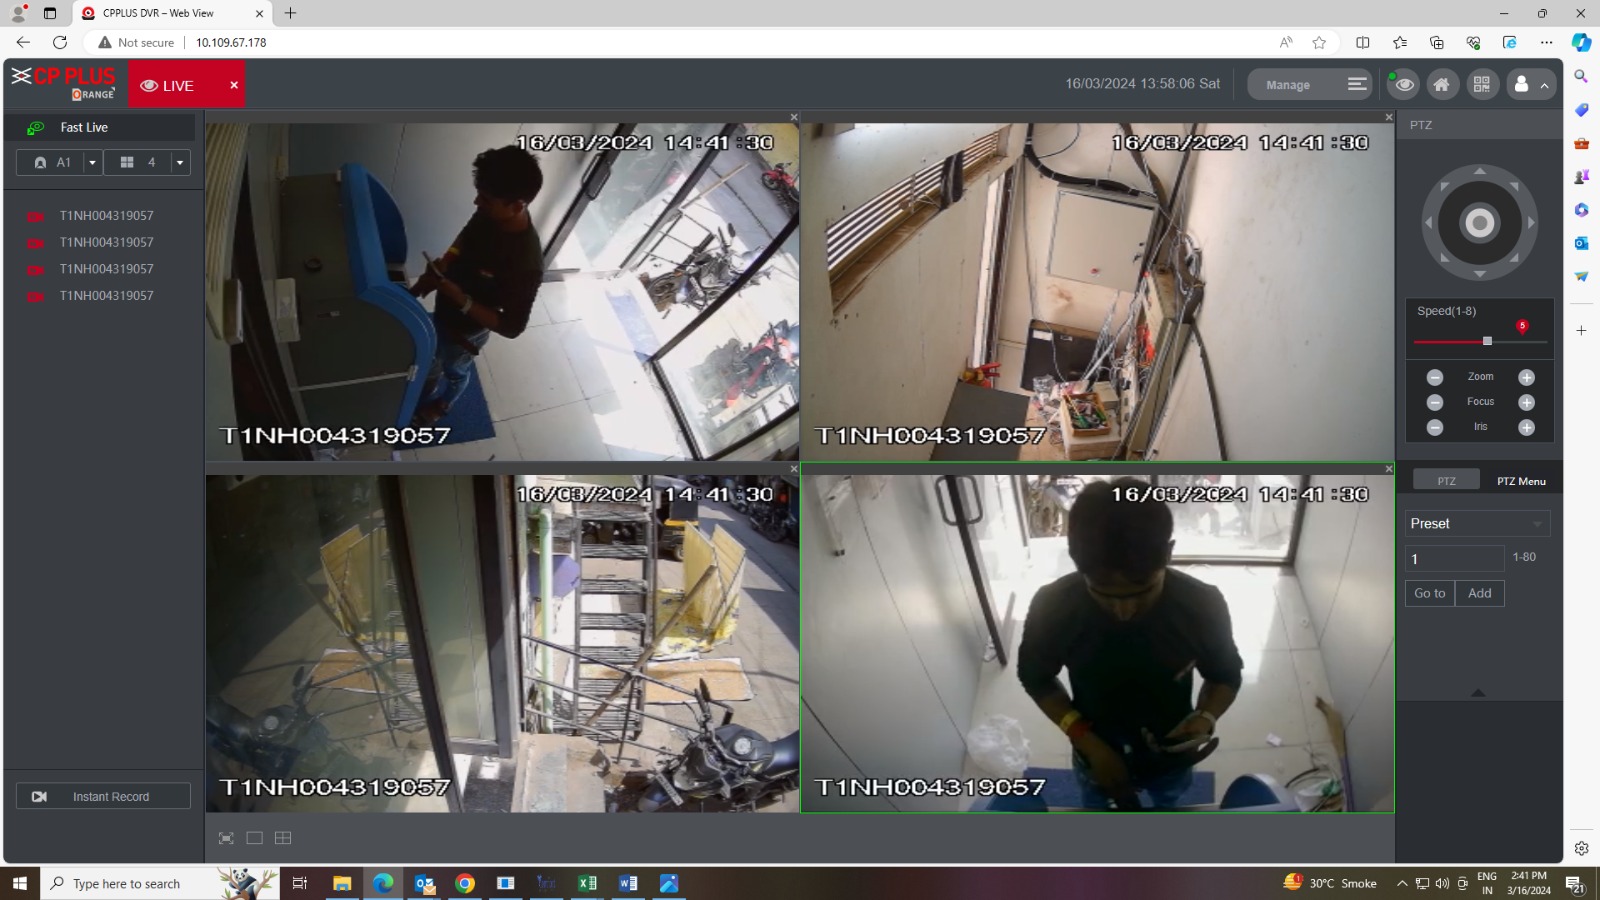 CPPLUS DVR – Web View
Not secure
10.109.67.178
CP PLUS
ORANGE
LIVE
16/03/2024 13:58:06 Sat
Manage
Fast Live
A1
4
T1NH004319057
T1NH004319057
T1NH004319057
T1NH004319057
Instant Record
16/03/2024 14:41:30
T1NH004319057
16/03/2024 14:41:30
T1NH004319057
16/03/2024 14:41:30
T1NH004319057
16/03/2024 14:41:30
T1NH004319057
PTZ
Speed(1-8)
5
Zoom
Focus
Iris
PTZ
PTZ Menu
Preset
1
1-80
Go to
Add
Type here to search
30°C Smoke
ENG
IN
2:41 PM
3/16/2024
21